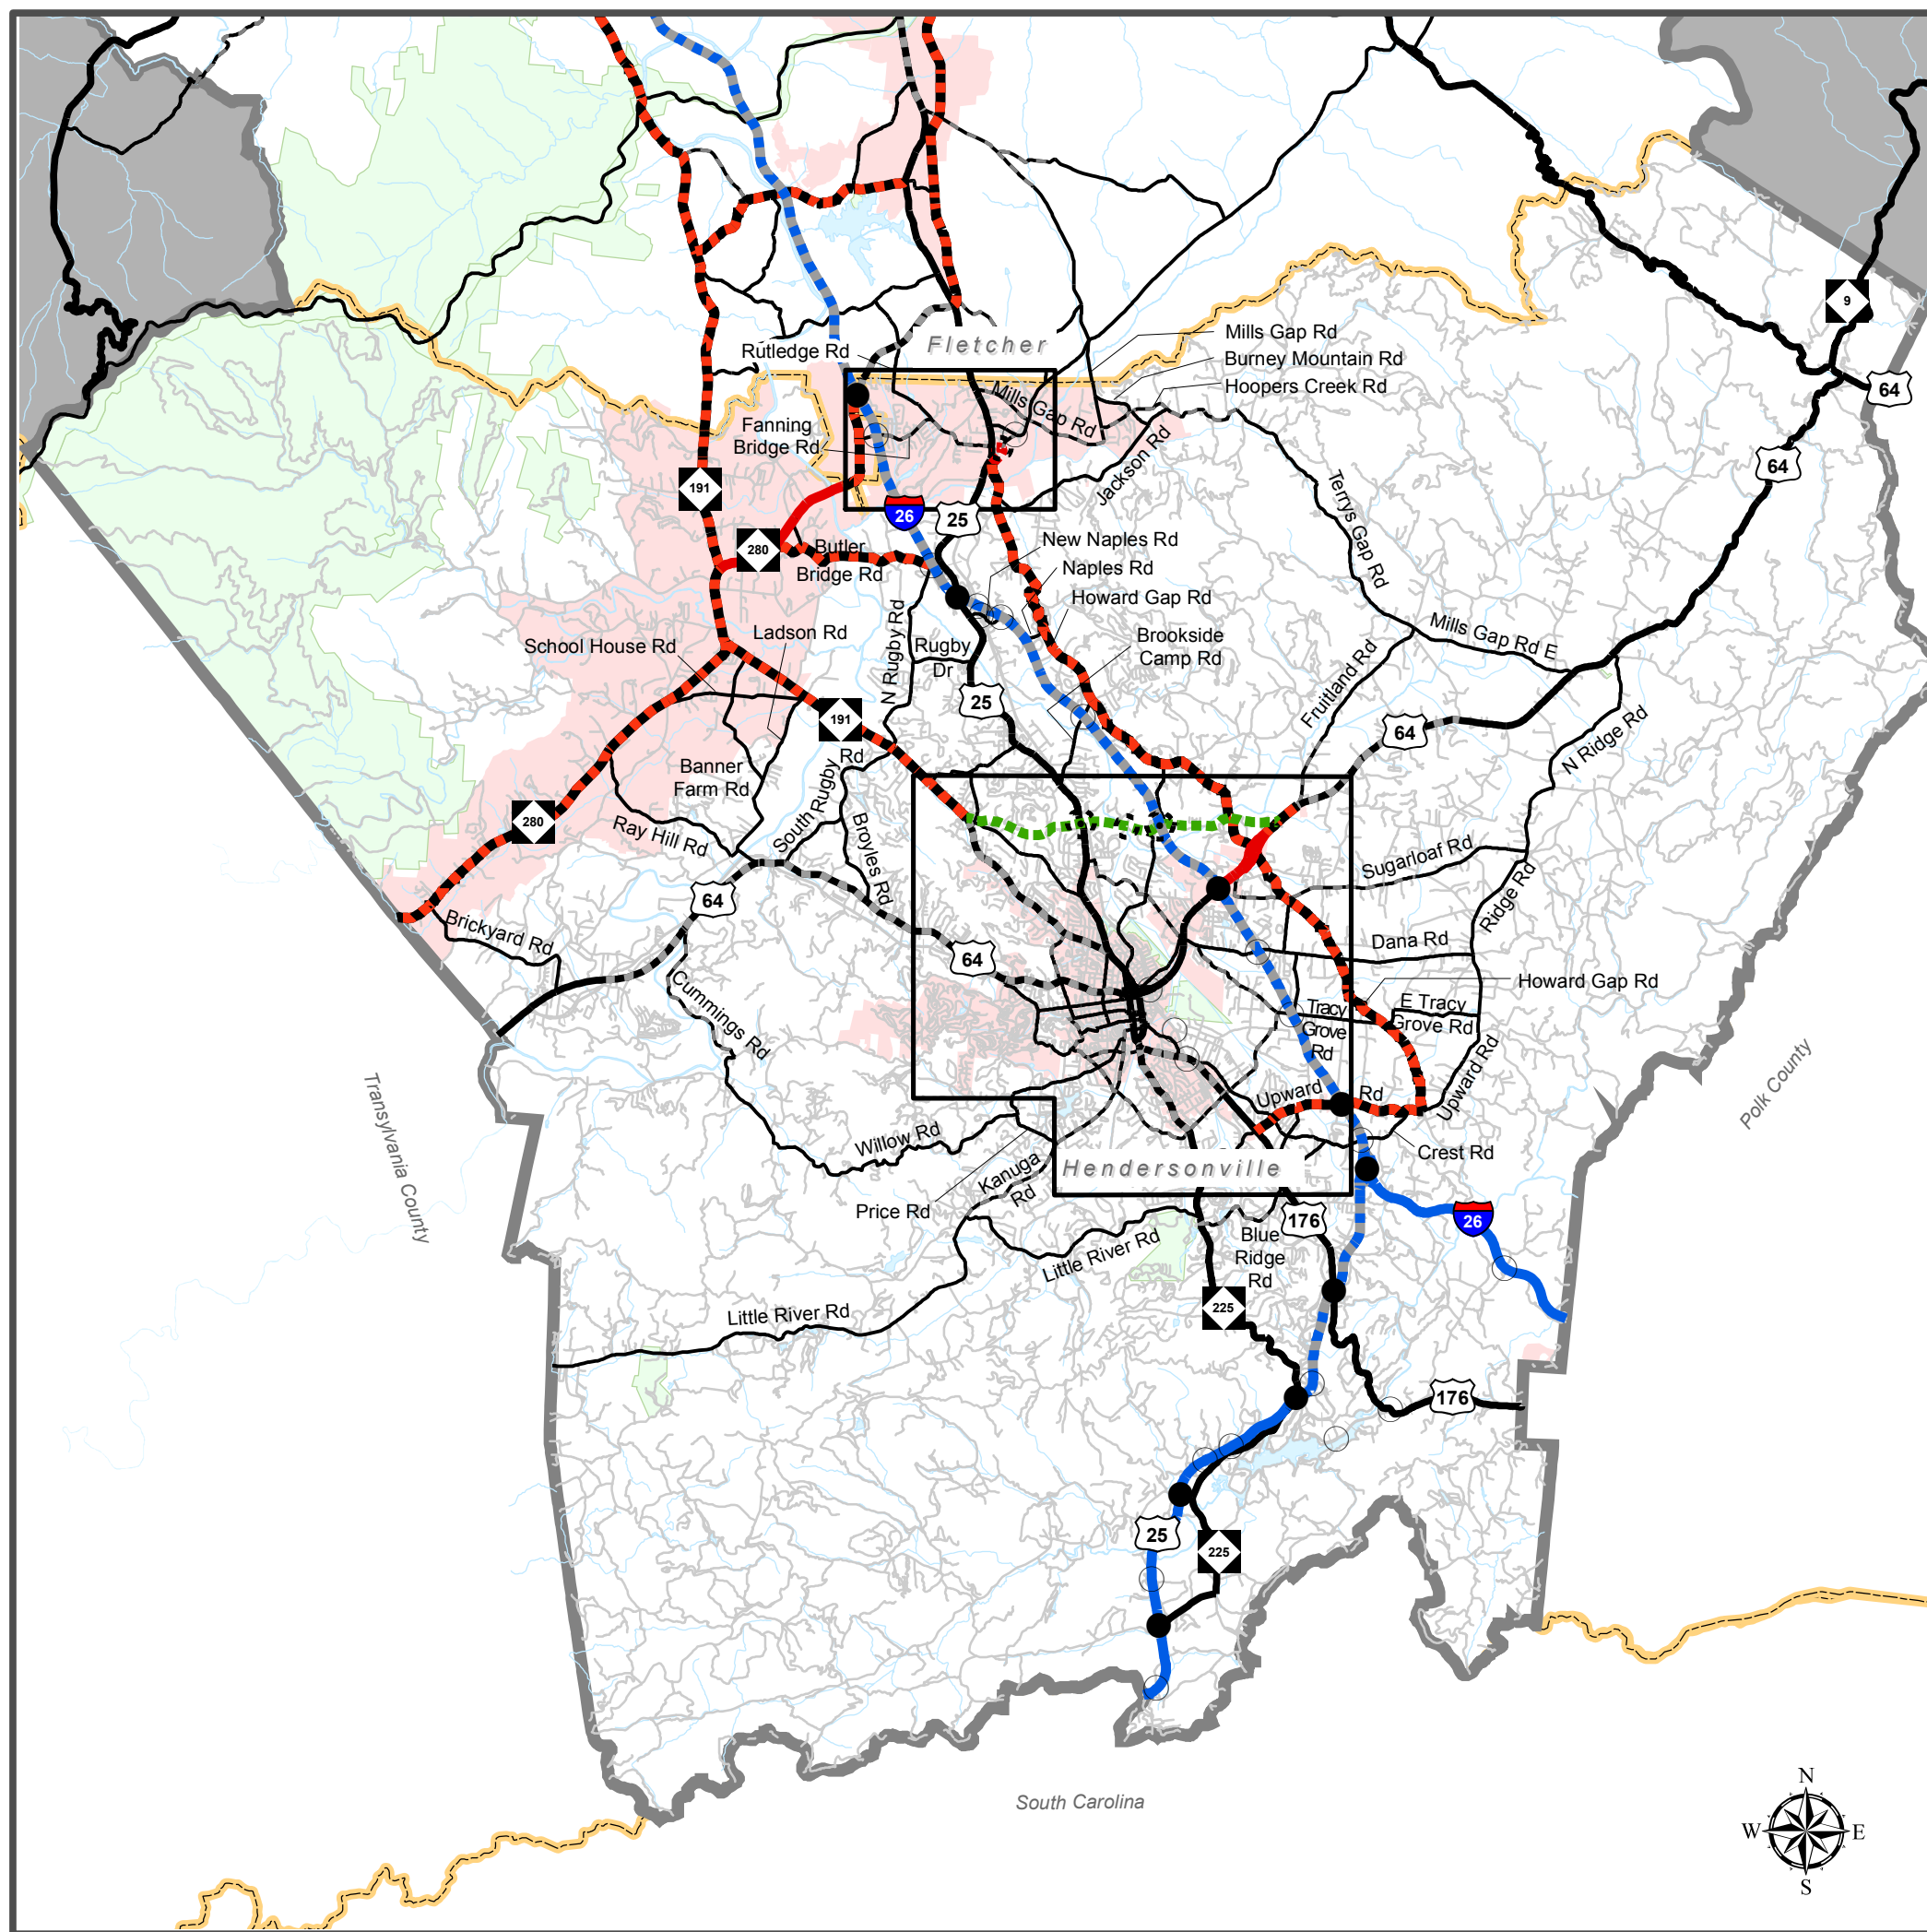 9
Mills Gap Rd
Fletcher
Rutledge Rd
Burney Mountain Rd
64
Hoopers Creek Rd
Mills Gap Rd
Fanning
Bridge Rd
Jackson Rd
64
191
Terrys Gap Rd
26
25
280
Butler
Bridge Rd
New Naples Rd
Naples Rd
Howard Gap Rd
School House Rd
Ladson Rd
N Rugby Rd
Rugby
Dr
Brookside
Camp Rd
Mills Gap Rd E
Fruitland Rd
25
191
64
N Ridge Rd
Banner
Farm Rd
South Rugby
Rd
280
Ray Hill Rd
Broyles Rd
Sugarloaf Rd
64
Ridge Rd
Brickyard Rd
Dana Rd
64
Cummings Rd
Howard Gap Rd
Tracy
Grove
Rd
E Tracy
Grove Rd
Transylvania County
Polk County
Upward
Rd
Upward Rd
Willow Rd
Crest Rd
Hendersonville
Kanuga
Rd
Price Rd
176
26
Little River Rd
Blue
Ridge
Rd
Little River Rd
225
176
25
225
South Carolina
N
W
E
S